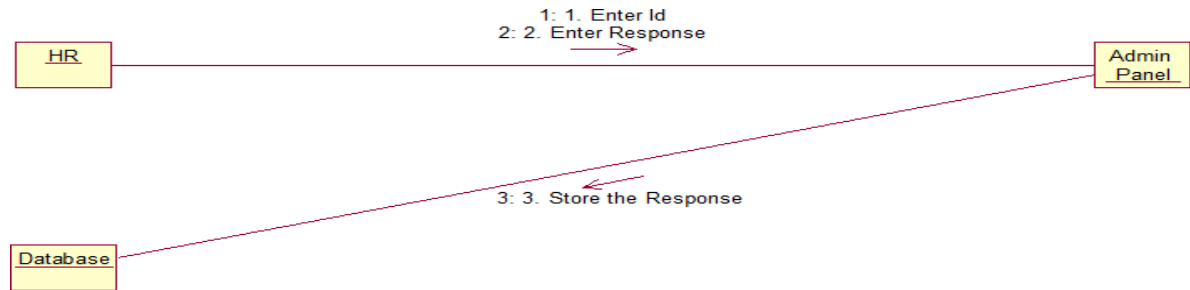 1: 1. Enter Id
2: 2. Enter Response
HR
Admin
Panel
3: 3. Store the Response
Database